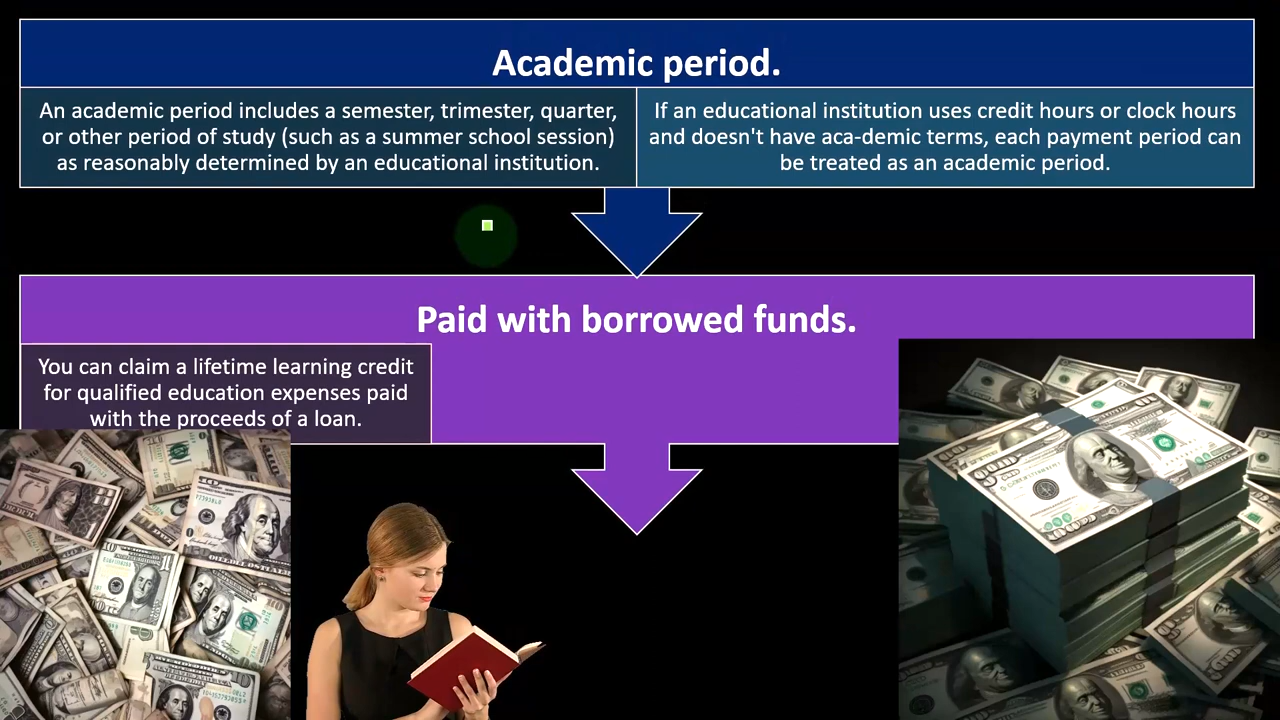 Academic period.
An academic period includes a semester, trimester, quarter,
or other period of study (such as a summer school session)
as reasonably determined by an educational institution.
If an educational institution uses credit hours or clock hours
and doesn't have aca-demic terms, each payment period can
be treated as an academic period.
Paid with borrowed funds.
You can claim a lifetime learning credit
for qualified education expenses paid
with the proceeds of a loan.